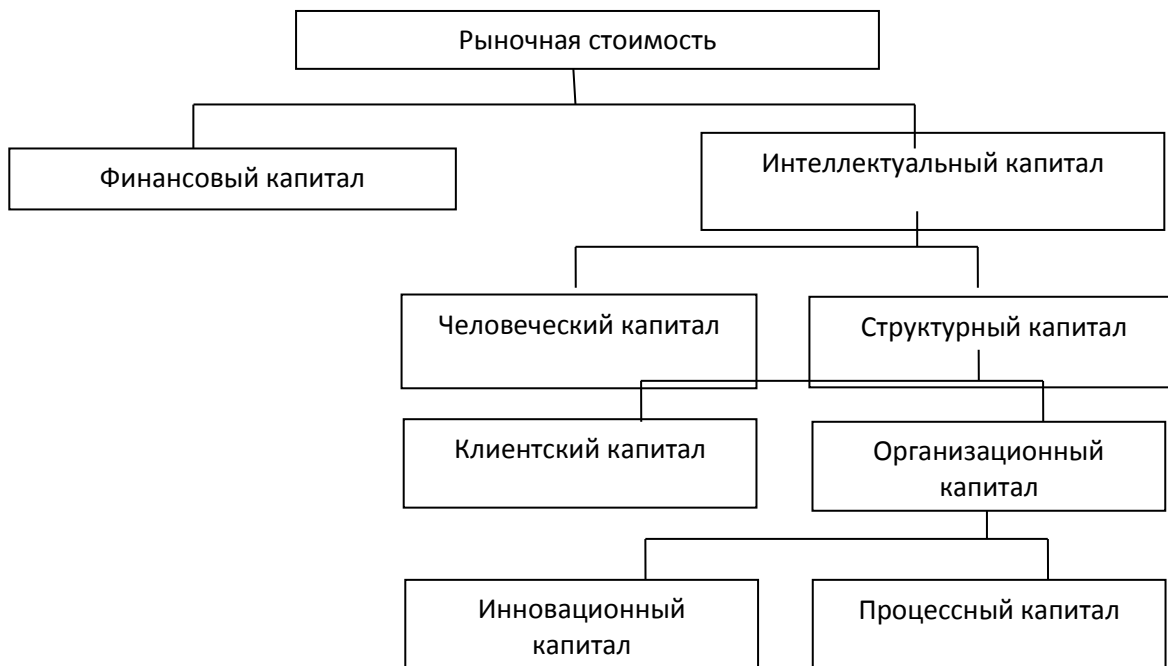 Рыночная стоимость
Финансовый капитал
Интеллектуальный капитал
Человеческий капитал
Структурный капитал
Клиентский капитал
Организационный
капитал
Инновационный
капитал
Процессный капитал